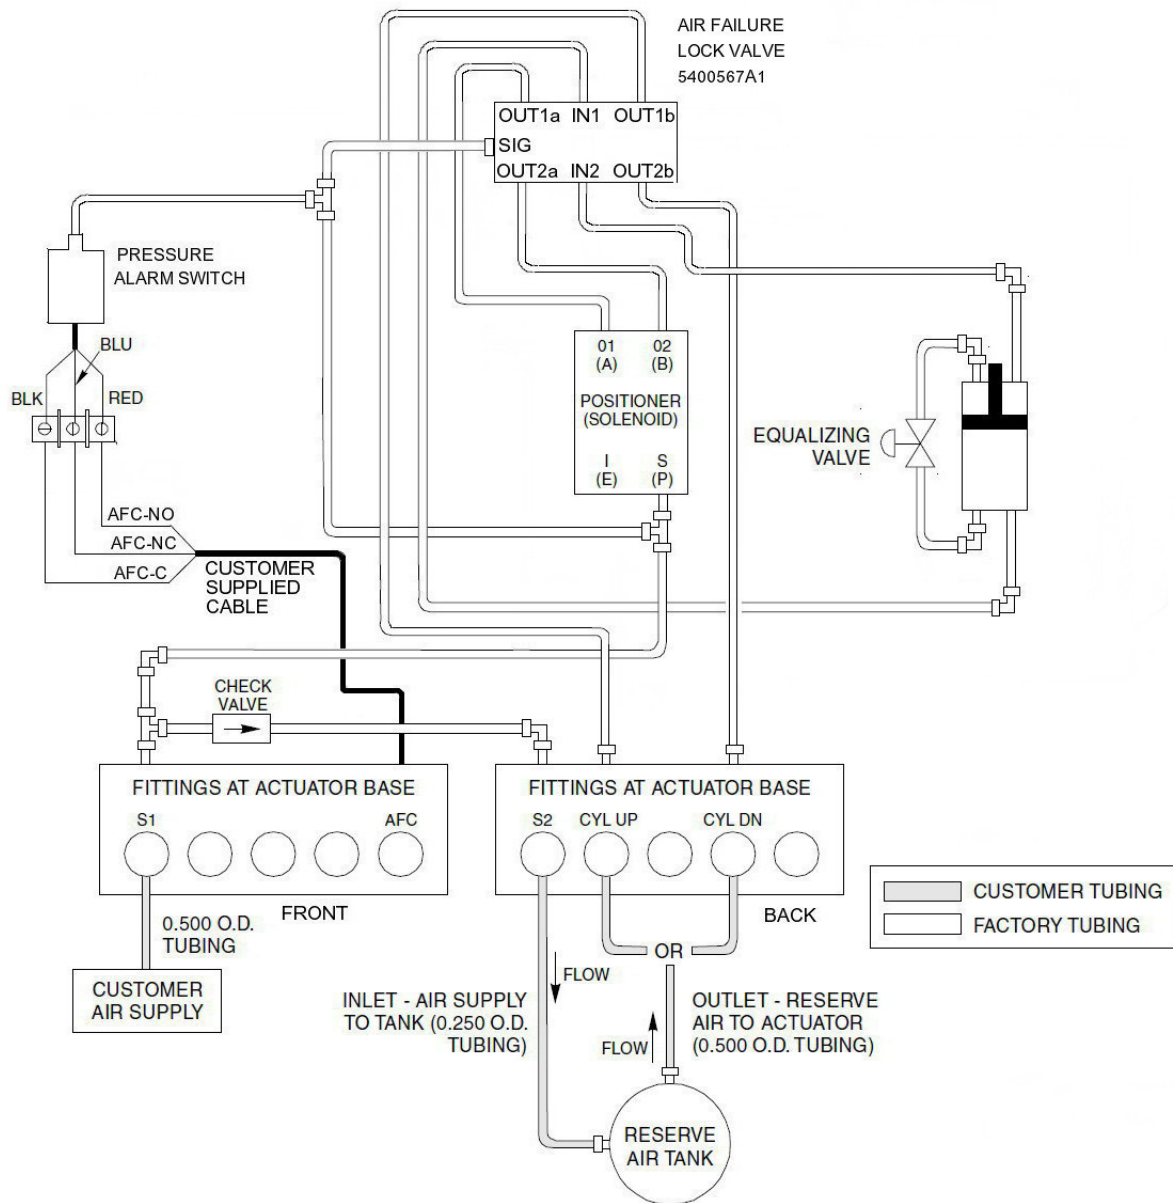 AIR FAILURE
LOCK VALVE
5400567A1
OUT1a IN1 OUT1b
SIG
OUT2a IN2 OUT2b
PRESSURE
ALARM SWITCH
BLU
BLK
RED
01
(A)
02
(B)
POSITIONER
(SOLENOID)
I
(E)
S
(P)
EQUALIZING
VALVE
AFC-NO
AFC-NC
AFC-C
CUSTOMER
SUPPLIED
CABLE
CHECK
VALVE
FITTINGS AT ACTUATOR BASE
S1
AFC
FRONT
FITTINGS AT ACTUATOR BASE
S2
CYL UP
CYL DN
BACK
CUSTOMER TUBING
FACTORY TUBING
0.500 O.D.
TUBING
CUSTOMER
AIR SUPPLY
OR
FLOW
INLET - AIR SUPPLY
TO TANK (0.250 O.D.
TUBING)
OUTLET - RESERVE
AIR TO ACTUATOR
(0.500 O.D. TUBING)
FLOW
RESERVE
AIR TANK